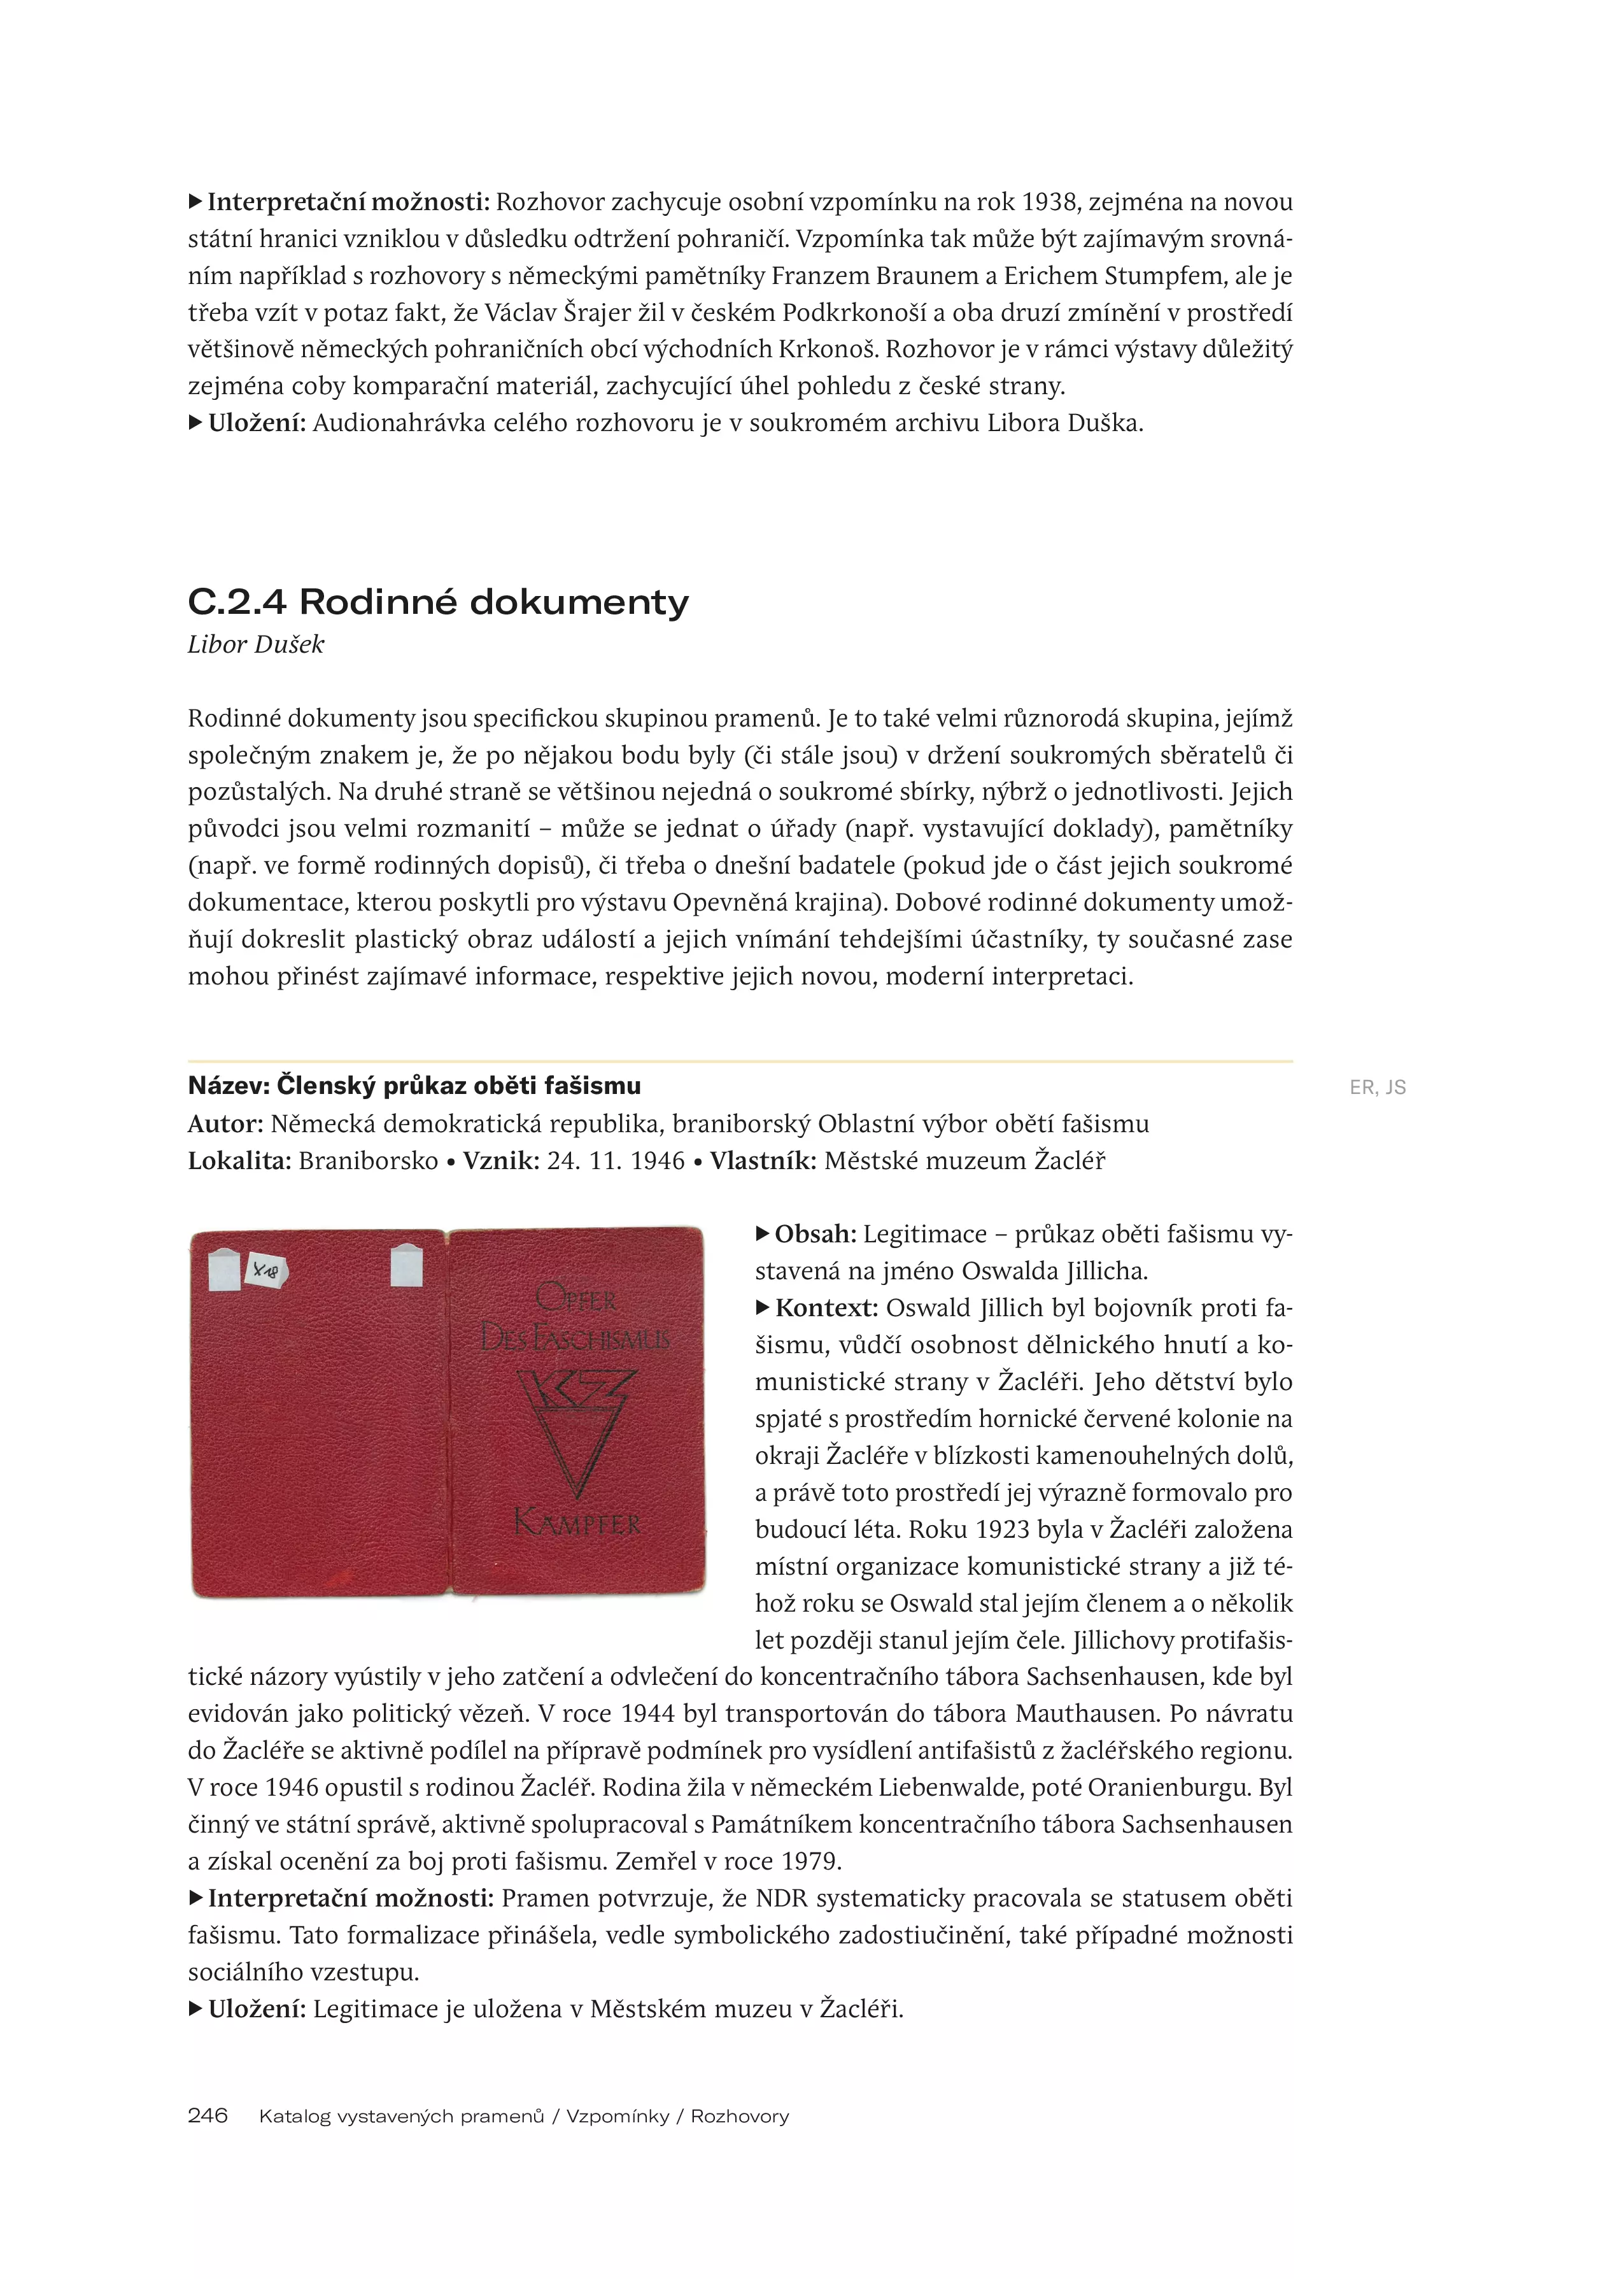 ▶ Interpretační možnosti: Rozhovor zachycuje osobní vzpomínku na rok 1938, zejména na novou
státní hranici vzniklou v důsledku odtržení pohraničí. Vzpomínka tak může být zajímavým srovná-
ním například s rozhovory s německými pamětníky Franzem Braunem a Erichem Stumpfem, ale je
třeba vzít v potaz fakt, že Václav Šrajer žil v českém Podkrkonoší a oba druzí zmínění v prostředí
většinově německých pohraničních obcí východních Krkonoš. Rozhovor je v rámci výstavy důležitý
zejména coby komparační materiál, zachycující úhel pohledu z české strany.
▶ Uložení: Audionahrávka celého rozhovoru je v soukromém archivu Libora Duška.
C.2.4 Rodinné dokumenty
Libor Dušek
Rodinné dokumenty jsou specifickou skupinou pramenů. Je to také velmi různorodá skupina, jejímž
společným znakem je, že po nějakou bodu byly (či stále jsou) v držení soukromých sběratelů či
pozůstalých. Na druhé straně se většinou nejedná o soukromé sbírky, nýbrž o jednotlivosti. Jejich
původci jsou velmi rozmanití – může se jednat o úřady (např. vystavující doklady), pamětníky
(např. ve formě rodinných dopisů), či třeba o dnešní badatele (pokud jde o část jejich soukromé
dokumentace, kterou poskytli pro výstavu Opevněná krajina). Dobové rodinné dokumenty umož-
ňují dokreslit plastický obraz událostí a jejich vnímání tehdejšími účastníky, ty současné zase
mohou přinést zajímavé informace, respektive jejich novou, moderní interpretaci.
Název: Členský průkaz oběti fašismu
ER, JS
Autor: Německá demokratická republika, braniborský Oblastní výbor obětí fašismu
Lokalita: Braniborsko • Vznik: 24. 11. 1946 • Vlastník: Městské muzeum Žacléř
X18
OPFER
DES FASCHISMUS
KZ
KÄMPFER
▶ Obsah: Legitimace – průkaz oběti fašismu vy-
stavená na jméno Oswalda Jillicha.
▶ Kontext: Oswald Jillich byl bojovník proti fa-
šismu, vůdčí osobnost dělnického hnutí a ko-
munistické strany v Žacléři. Jeho dětství bylo
spjaté s prostředím hornické červené kolonie na
okraji Žacléře v blízkosti kamenouhelných dolů,
a právě toto prostředí jej výrazně formovalo pro
budoucí léta. Roku 1923 byla v Žacléři založena
místní organizace komunistické strany a již té-
hož roku se Oswald stal jejím členem a o několik
let později stanul jejím čele. Jillichovy protifašis-
tické názory vyústily v jeho zatčení a odvlečení do koncentračního tábora Sachsenhausen, kde byl
evidován jako politický vězeň. V roce 1944 byl transportován do tábora Mauthausen. Po návratu
do Žacléře se aktivně podílel na přípravě podmínek pro vysídlení antifašistů z žacléřského regionu.
V roce 1946 opustil s rodinou Žacléř. Rodina žila v německém Liebenwalde, poté Oranienburgu. Byl
činný ve státní správě, aktivně spolupracoval s Památníkem koncentračního tábora Sachsenhausen
a získal ocenění za boj proti fašismu. Zemřel v roce 1979.
▶ Interpretační možnosti: Pramen potvrzuje, že NDR systematicky pracovala se statusem oběti
fašismu. Tato formalizace přinášela, vedle symbolického zadostiučinění, také případné možnosti
sociálního vzestupu.
▶ Uložení: Legitimace je uložena v Městském muzeu v Žacléři.
246 Katalog vystavených pramenů / Vzpomínky / Rozhovory